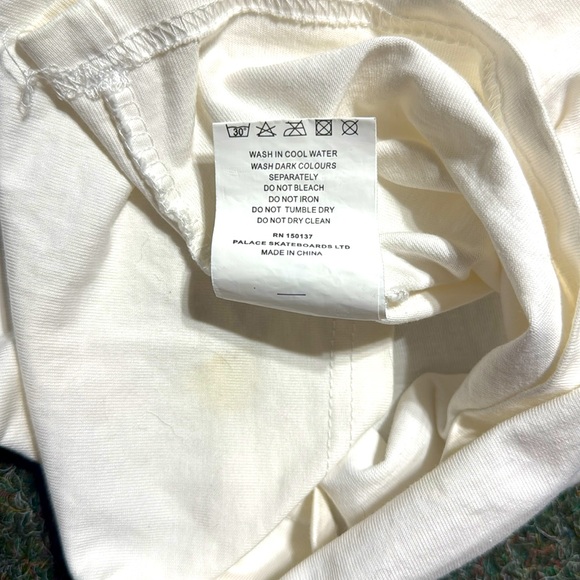 30°
WASH IN COOL WATER
WASH DARK COLOURS
SEPARATELY
DO NOT BLEACH
DO NOT IRON
DO NOT TUMBLE DRY
DO NOT DRY CLEAN
RN 150137
PALACE SKATEBOARDS LTD
MADE IN CHINA